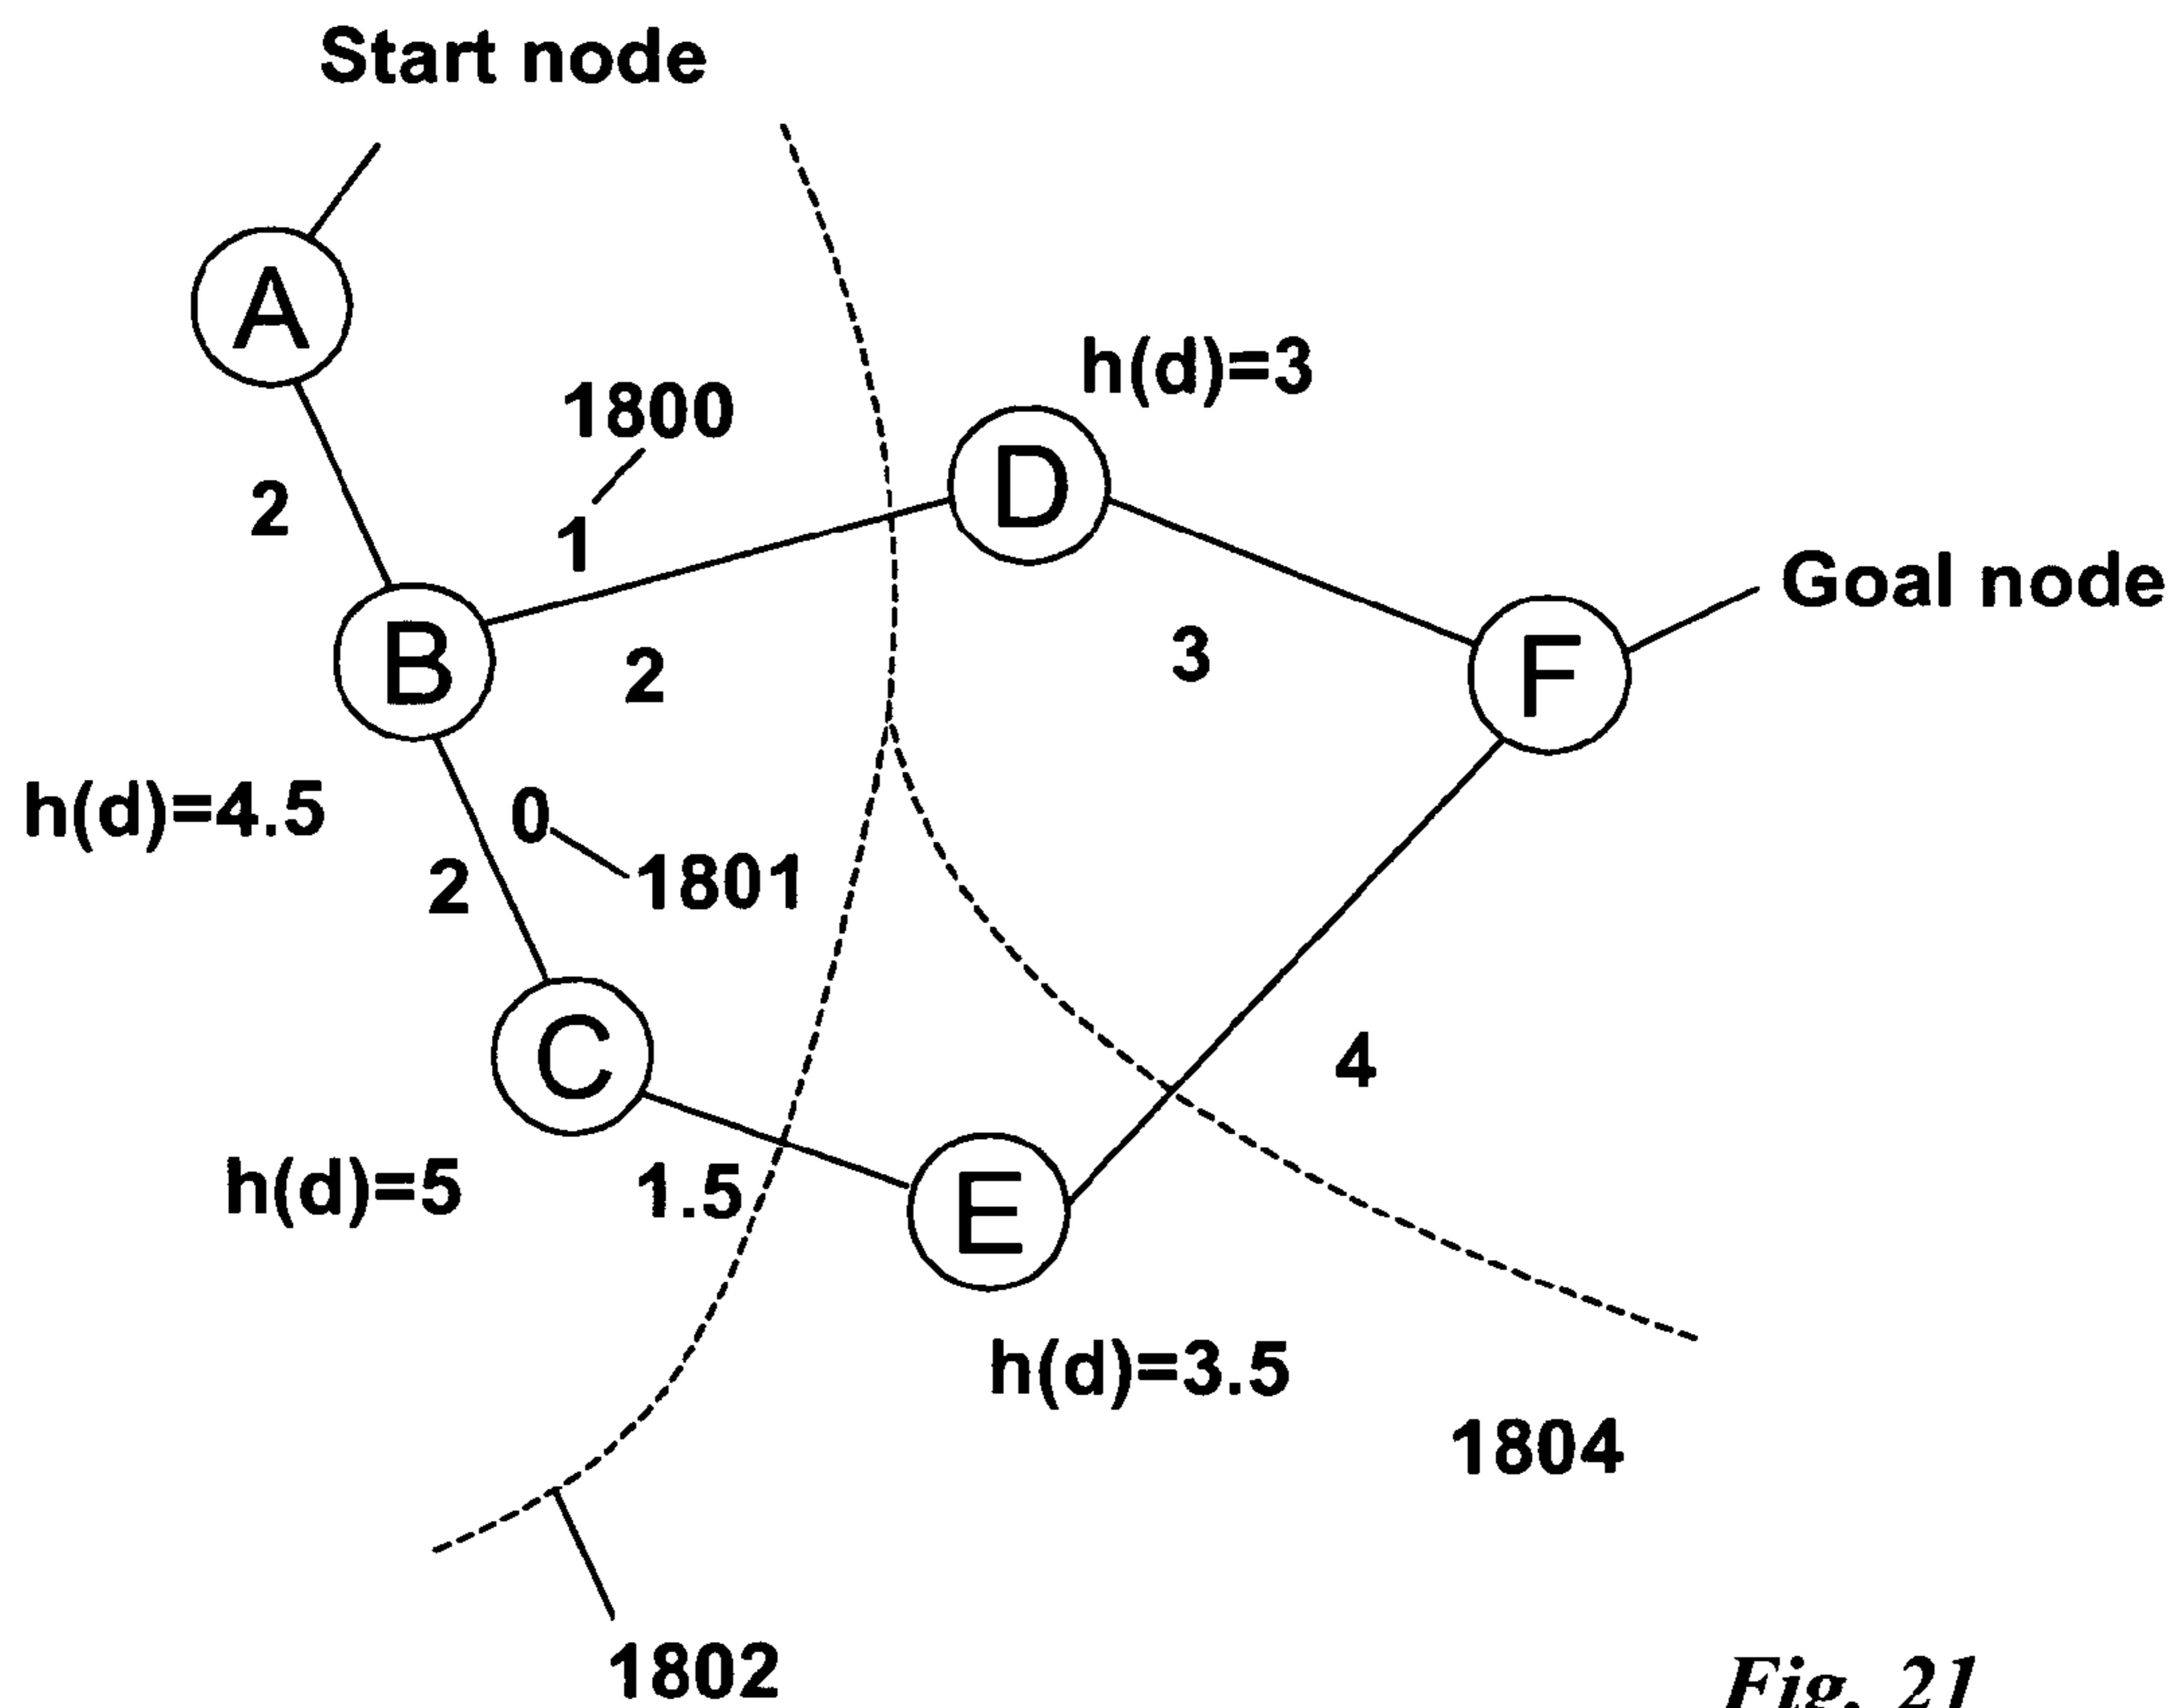 Start node
A
h(d)=3
1800
D
2
1
Goal node
B
2
3
F
h(d)=4.5
0
1801
2
C
4
h(d)=5
1.5
E
h(d)=3.5
1804
1802
Fig. 21